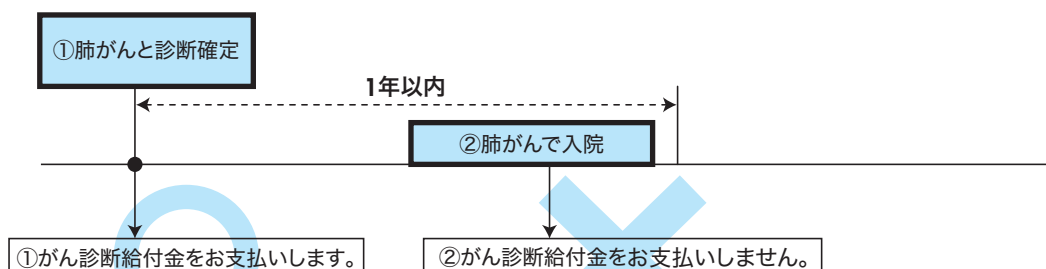 ①肺がんと診断確定
1年以内
②肺がんで入院
①がん診断給付金をお支払いします。
②がん診断給付金をお支払いしません。